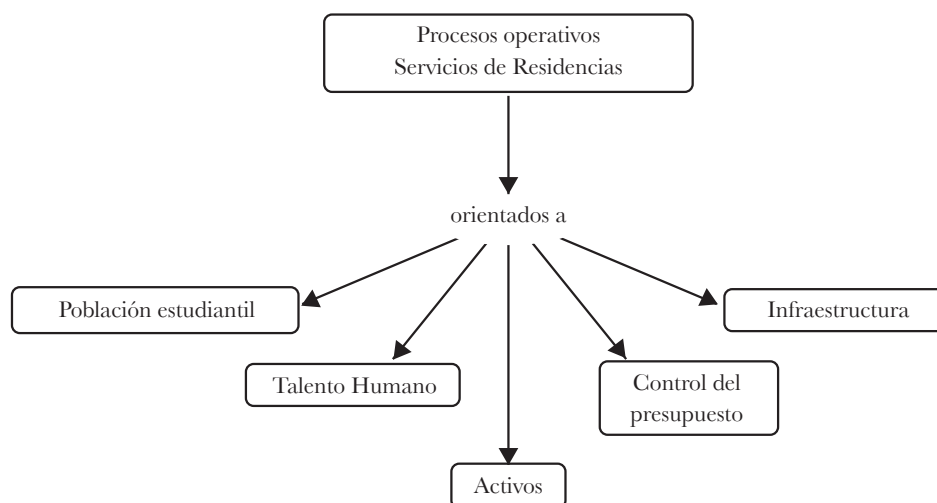 Procesos operativos
Servicios de Residencias
orientados a
Población estudiantil
Infraestructura
Talento Humano
Control del
presupuesto
Activos